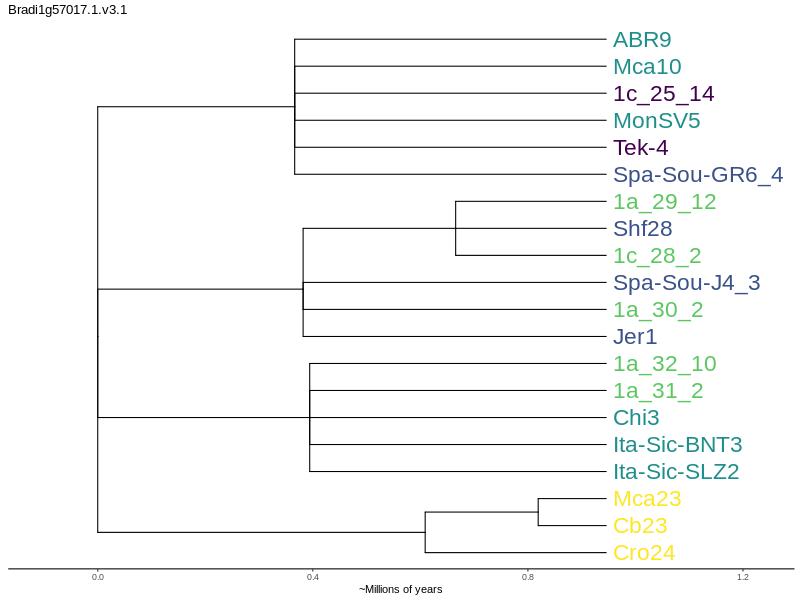 Bradi1g57017.1.v3.1
ABR9
Mca10
1c_25_14
MonSV5
Tek-4
Spa-Sou-GR6_4
1a_29_12
Shf28
1c_28_2
Spa-Sou-J4_3
1a_30_2
Jer1
1a_32_10
1a_31_2
Chi3
Ita-Sic-BNT3
Ita-Sic-SLZ2
Mca23
Cb23
Cro24
0.0 0.4 0.8 1.2
~Millions of years